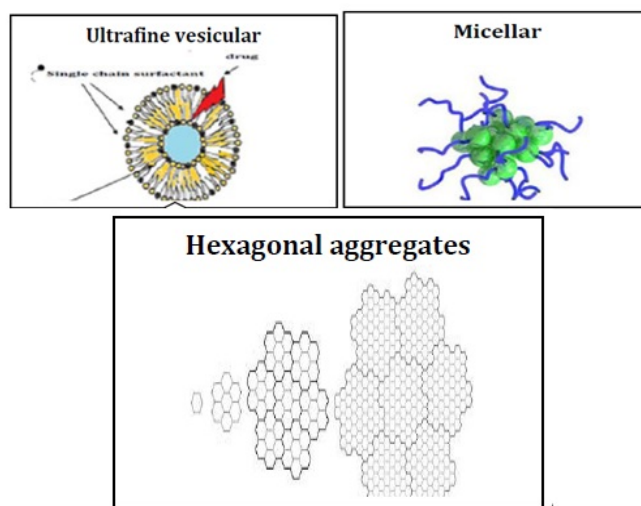 Ultrafine vesicular
drug
Single chain surfactant
Micellar
Hexagonal aggregates